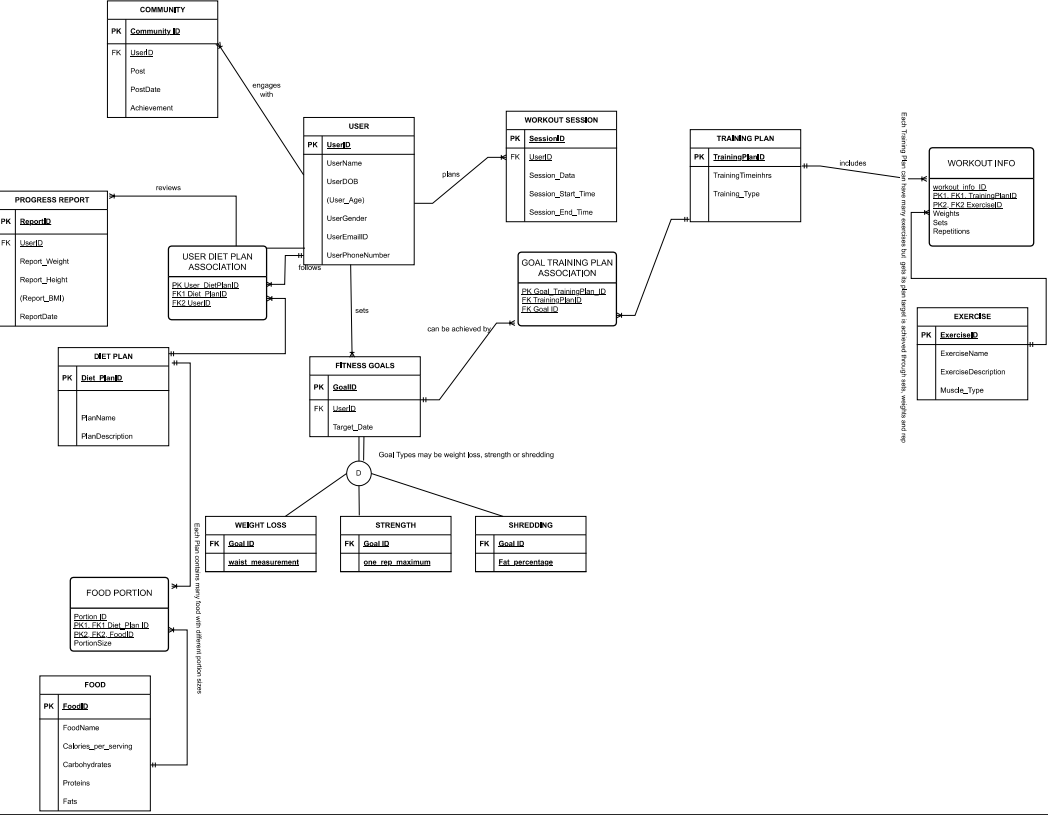 COMMUNITY
PK Community ID
FK UserID
Post
PostDate
Achievement
engages
with
USER
PK UserID
UserName
UserDOB
(User_Age)
UserGender
UserEmailID
UserPhoneNumber
plans
WORKOUT SESSION
PK SessionID
FK UserID
Session_Data
Session_Start_Time
Session_End_Time
TRAINING PLAN
PK TrainingPlanID
TrainingTimeinhrs
Training_Type
includes
Each Training Plan can have many exercises but gets its plan target is achieved through sets, weights and rep
WORKOUT INFO
workout_info_ID
PK1, FK1, TrainingPlanID
PK2, FK2 ExerciseID
Weights
Sets
Repetitions
reviews
PROGRESS REPORT
PK ReportID
FK UserID
Report_Weight
Report_Height
(Report_BMI)
ReportDate
USER DIET PLAN
ASSOCIATION
PK User_DietPlanID
FK1 Diet_PlanID
FK2 UserID
follows
sets
GOAL TRAINING PLAN
ASSOCIATION
PK Goal_TrainingPlan_ID
FK TrainingPlanID
FK Goal ID
can be achieved by
EXERCISE
PK ExerciseID
ExerciseName
ExerciseDescription
Muscle_Type
DIET PLAN
PK Diet_PlanID
PlanName
PlanDescription
FITNESS GOALS
PK GoalID
FK UserID
Target_Date
Goal Types may be weight loss, strength or shredding
D
WEIGHT LOSS
FK Goal ID
waist_measurement
STRENGTH
FK Goal ID
one_rep_maximum
SHREDDING
FK Goal ID
Fat_percentage
Each Plan contains many food with different portion sizes
FOOD PORTION
Portion ID
PK1, FK1 Diet_Plan ID
PK2, FK2, FoodID
PortionSize
FOOD
PK FoodID
FoodName
Calories_per_serving
Carbohydrates
Proteins
Fats